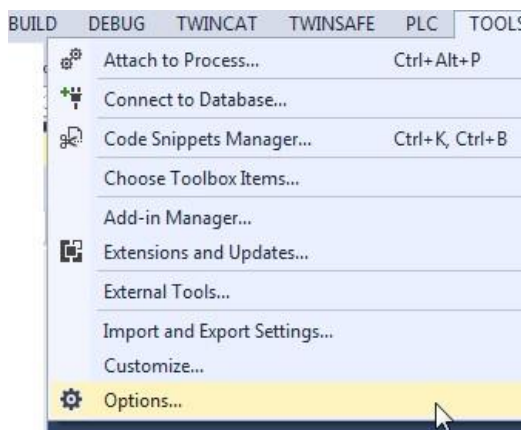 BUILD DEBUG TWINCAT TWINSAFE PLC TOOLS
Attach to Process... Ctrl+Alt+P
Connect to Database...
Code Snippets Manager... Ctrl+K, Ctrl+B
Choose Toolbox Items...
Add-in Manager...
Extensions and Updates...
External Tools...
Import and Export Settings...
Customize...
Options...